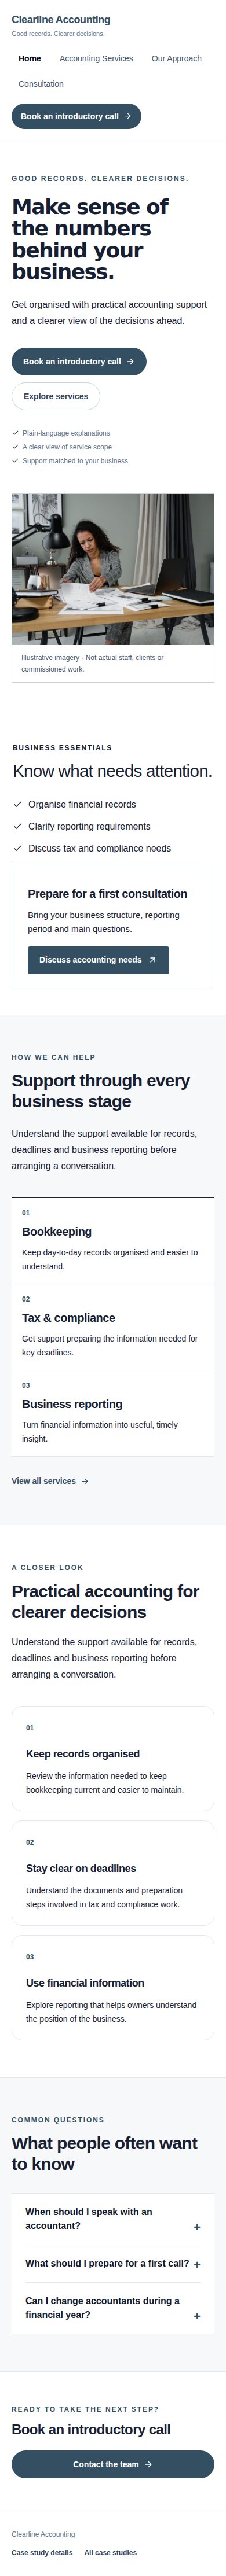 Clearline Accounting
Good records. Clearer decisions.
Home
Accounting Services
Our Approach
Consultation
Book an introductory call
GOOD RECORDS. CLEARER DECISIONS.
Make sense of
the numbers
behind your
business.
Get organised with practical accounting support
and a clearer view of the decisions ahead.
Book an introductory call
Explore services
Plain-language explanations
A clear view of service scope
Support matched to your business
Illustrative imagery · Not actual staff, clients or
commissioned work.
BUSINESS ESSENTIALS
Know what needs attention.
Organise financial records
Clarify reporting requirements
Discuss tax and compliance needs
Prepare for a first consultation
Bring your business structure, reporting
period and main questions.
Discuss accounting needs
HOW WE CAN HELP
Support through every
business stage
Understand the support available for records,
deadlines and business reporting before
arranging a conversation.
01
Bookkeeping
Keep day-to-day records organised and easier to
understand.
02
Tax & compliance
Get support preparing the information needed for
key deadlines.
03
Business reporting
Turn financial information into useful, timely
insight.
View all services
A CLOSER LOOK
Practical accounting for
clearer decisions
Understand the support available for records,
deadlines and business reporting before
arranging a conversation.
01
Keep records organised
Review the information needed to keep
bookkeeping current and easier to maintain.
02
Stay clear on deadlines
Understand the documents and preparation
steps involved in tax and compliance work.
03
Use financial information
Explore reporting that helps owners understand
the position of the business.
COMMON QUESTIONS
What people often want
to know
When should I speak with an
accountant?
+
What should I prepare for a first call? +
Can I change accountants during a
financial year?
+
READY TO TAKE THE NEXT STEP?
Book an introductory call
Contact the team
Clearline Accounting
Case study details
All case studies